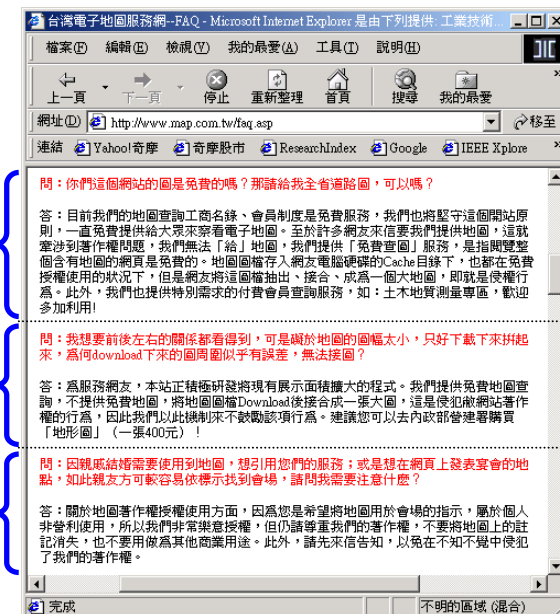 台灣電子地圖服務網--FAQ - Microsoft Internet Explorer 是由下列提供: 工業技術...
檔案(F) 編輯(E) 檢視(V) 我的最愛(A) 工具(T) 說明(H)
上一頁 下一頁 停止 重新整理 首頁 搜尋 我的最愛 »
網址(D) http://www.map.com.tw/faq.asp 移至
連結 Yahoo!奇摩 奇摩股市 ResearchIndex Google IEEE Xplore »
問：你們這個網站的圖是免費的嗎？那請給我全省道路圖，可以嗎？
答：目前我們的地圖查詢工商名錄、會員制度是免費服務，我們也將堅守這個開站原
則，一直免費提供給大眾來察看電子地圖。至於許多網友來信要我們提供地圖，這就
牽涉到著作權問題，我們無法「給」地圖，我們提供「免費查圖」服務，是指閱覽整
個含有地圖的網頁是免費的。地圖圖檔存入網友電腦硬碟的Cache目錄下，也都在免費
授權使用的狀況下，但是網友將這圖檔抽出、接合、成為一個大地圖，即就是侵權行
為。此外，我們也提供特別需求的付費會員查詢服務，如：土木地質測量專區，歡迎
多加利用!
問：我想要前後左右的關係都看得到，可是礙於地圖的圖幅太小，只好下載下來拼起
來，為何download下來的圖周圍似乎有誤差，無法接圖？
答：為服務網友，本站正積極研發將現有展示面積擴大的程式。我們提供免費地圖查
詢，不提供免費地圖，將地圖圖檔Download後接合成一張大圖，這是侵犯敝網站著作
權的行為，因此我們以此機制來不鼓勵該項行為。建議您可以去內政部營建署購買
「地形圖」（一張400元）！
問：因親戚結婚需要使用到地圖，想引用您們的服務；或是想在網頁上發表宴會的地
點，如此親友方可較容易依標示找到會場，請問我需要注意什麼？
答：關於地圖著作權授權使用方面，因為您是希望將地圖用於會場的指示，屬於個人
非營利使用，所以我們非常樂意授權，但仍請尊重我們的著作權，不要將地圖上的註
記消失，也不要用做為其他商業用途。此外，請先來信告知，以免在不知不覺中侵犯
了我們的著作權。
完成 不明的區域 (混合)